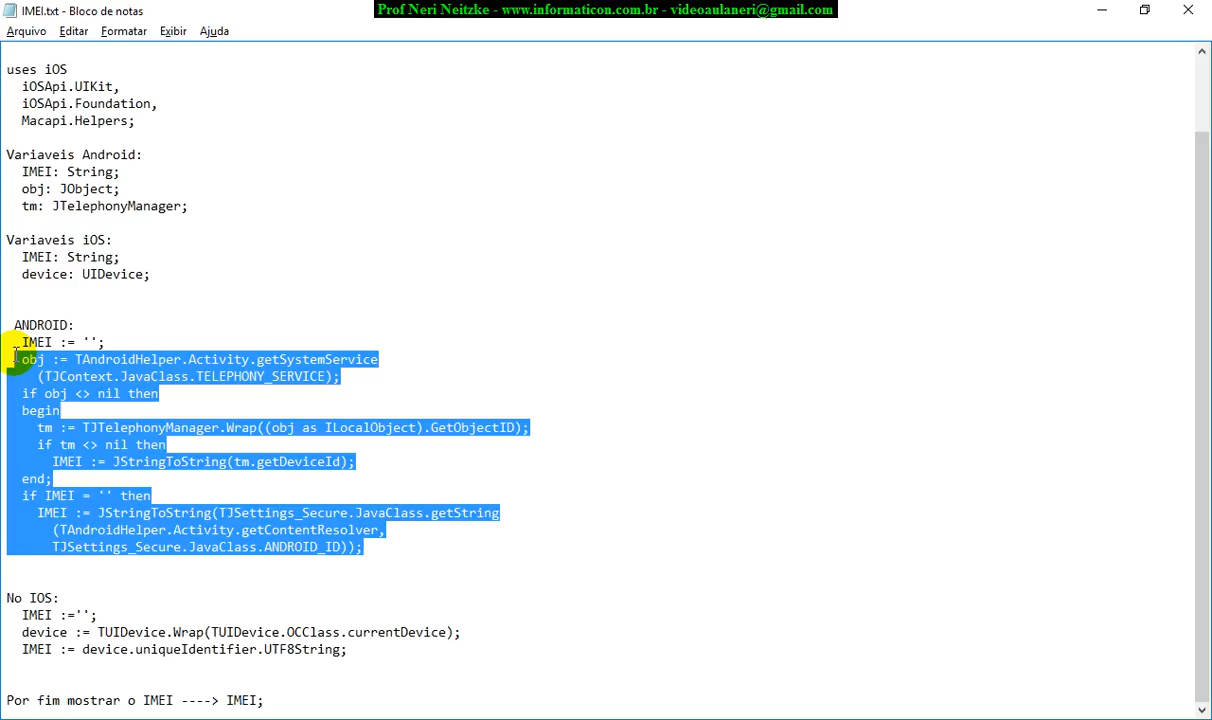 IMEI.txt - Bloco de notas
Prof Neri Neitzke - www.informaticon.com.br - videoaulaneri@gmail.com
Arquivo Editar Formatar Exibir Ajuda
uses iOS
iOSApi.UIKit,
iOSApi.Foundation,
Macapi.Helpers;
Variaveis Android:
IMEI: String;
obj: JObject;
tm: JTelephonyManager;
Variaveis iOS:
IMEI: String;
device: UIDevice;
ANDROID:
IMEI := '';
obj := TAndroidHelper.Activity.getSystemService
(TJContext.JavaClass.TELEPHONY_SERVICE);
if obj <> nil then
begin
tm := TJTelephonyManager.Wrap((obj as ILocalObject).GetObjectID);
if tm <> nil then
IMEI := JStringToString(tm.getDeviceId);
end;
if IMEI = '' then
IMEI := JStringToString(TJSettings_Secure.JavaClass.getString
(TAndroidHelper.Activity.getContentResolver,
TJSettings_Secure.JavaClass.ANDROID_ID));
No IOS:
IMEI :='';
device := TUIDevice.Wrap(TUIDevice.OCClass.currentDevice);
IMEI := device.uniqueIdentifier.UTF8String;
Por fim mostrar o IMEI ----> IMEI;